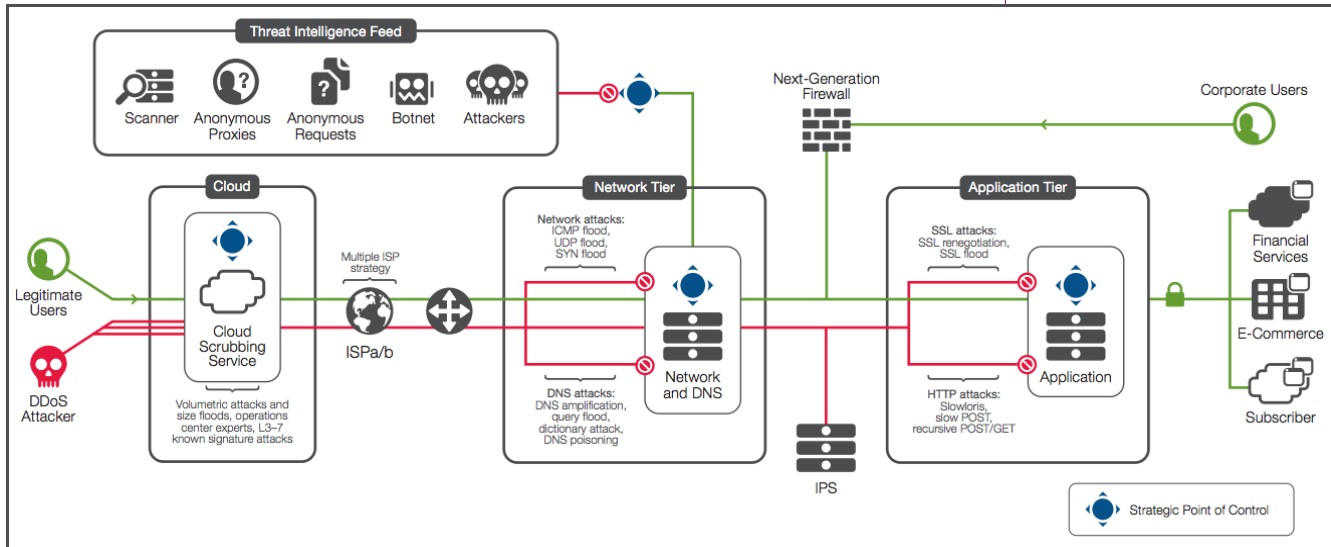 Threat Intelligence Feed
Scanner
Anonymous
Proxies
Anonymous
Requests
Botnet
Attackers
Next-Generation
Firewall
Corporate Users
Cloud
Network Tier
Application Tier
Legitimate
Users
DDoS
Attacker
Cloud
Scrubbing
Service
Volumetric attacks and
size floods, operations
center experts, L3–7
known signature attacks
Multiple ISP
strategy
ISPa/b
Network attacks:
ICMP flood,
UDP flood,
SYN flood
DNS attacks:
DNS amplification,
query flood,
dictionary attack,
DNS poisoning
Network
and DNS
IPS
SSL attacks:
SSL renegotiation,
SSL flood
HTTP attacks:
Slowloris,
slow POST,
recursive POST/GET
Application
Financial
Services
E-Commerce
Subscriber
Strategic Point of Control